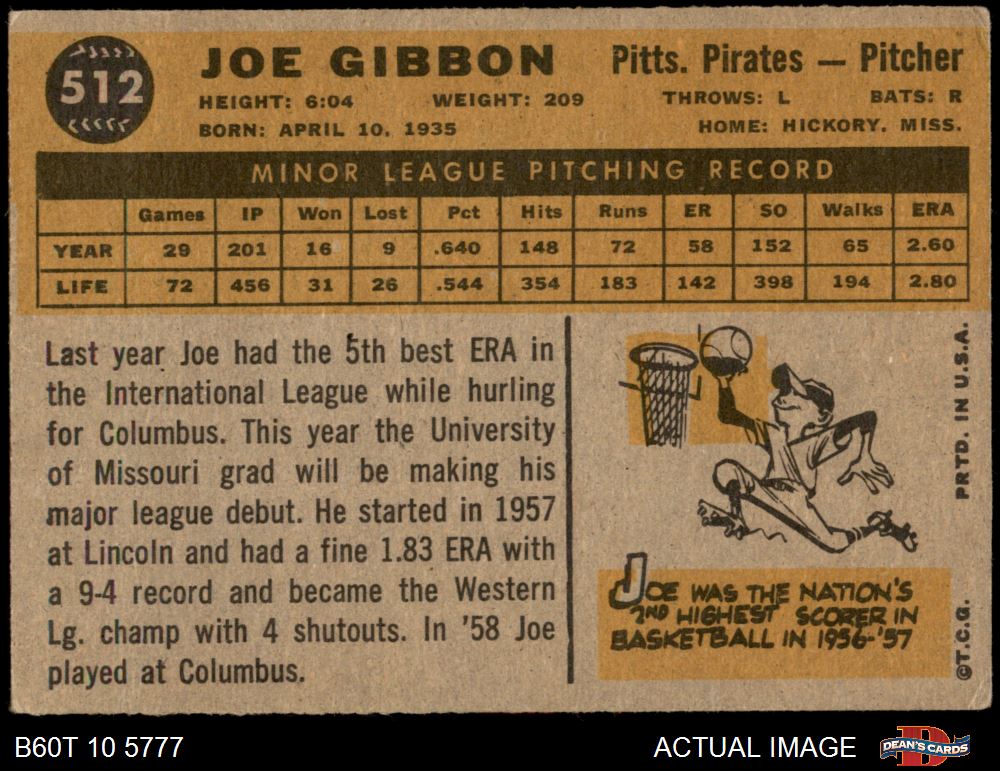 512
JOE GIBBON
Pitts. Pirates — Pitcher
HEIGHT: 6:04 WEIGHT: 209 THROWS: L BATS: R
BORN: APRIL 10, 1935 HOME: HICKORY, MISS.
MINOR LEAGUE PITCHING RECORD
Games IP Won Lost Pct Hits Runs ER SO Walks ERA
YEAR 29 201 16 9 .640 148 72 58 152 65 2.60
LIFE 72 456 31 26 .544 354 183 142 398 194 2.80
Last year Joe had the 5th best ERA in
the International League while hurling
for Columbus. This year the University
of Missouri grad will be making his
major league debut. He started in 1957
at Lincoln and had a fine 1.83 ERA with
a 9-4 record and became the Western
Lg. champ with 4 shutouts. In '58 Joe
played at Columbus.
JOE WAS THE NATION'S
2ND HIGHEST SCORER IN
BASKETBALL IN 1956-'57
©T.C.G. PRTD. IN U.S.A.
B60T 10 5777
ACTUAL IMAGE
DEAN'S CARDS